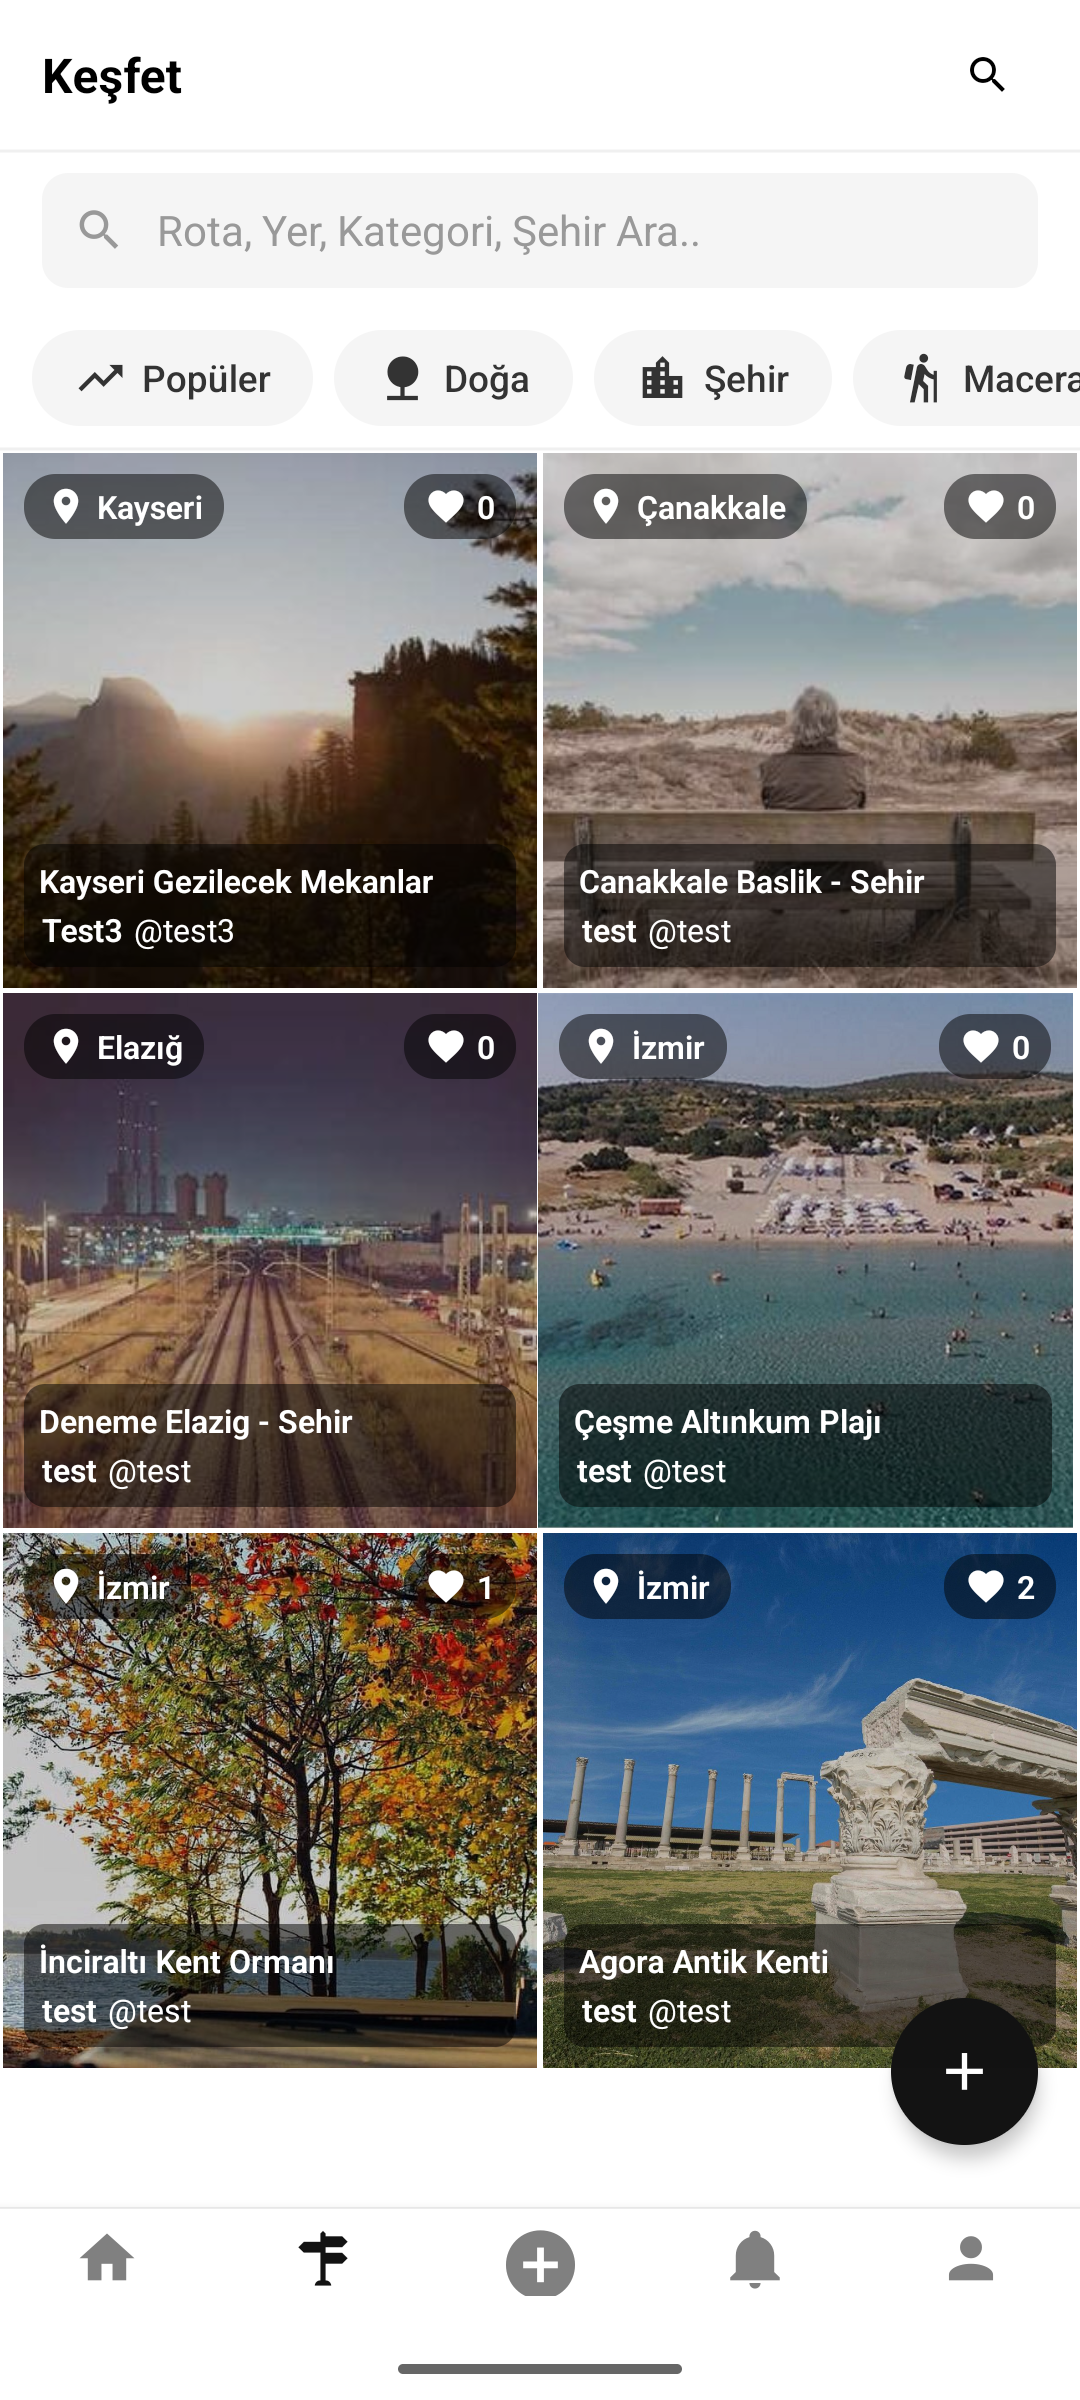 Keşfet
Rota, Yer, Kategori, Şehir Ara..
Popüler Doğa Şehir Macera
Kayseri 0
Kayseri Gezilecek Mekanlar
Test3 @test3
Çanakkale 0
Canakkale Baslik - Sehir
test @test
Elazığ 0
Deneme Elazig - Sehir
test @test
İzmir 0
Çeşme Altınkum Plajı
test @test
İzmir 1
İnciraltı Kent Ormanı
test @test
İzmir 2
Agora Antik Kenti
test @test